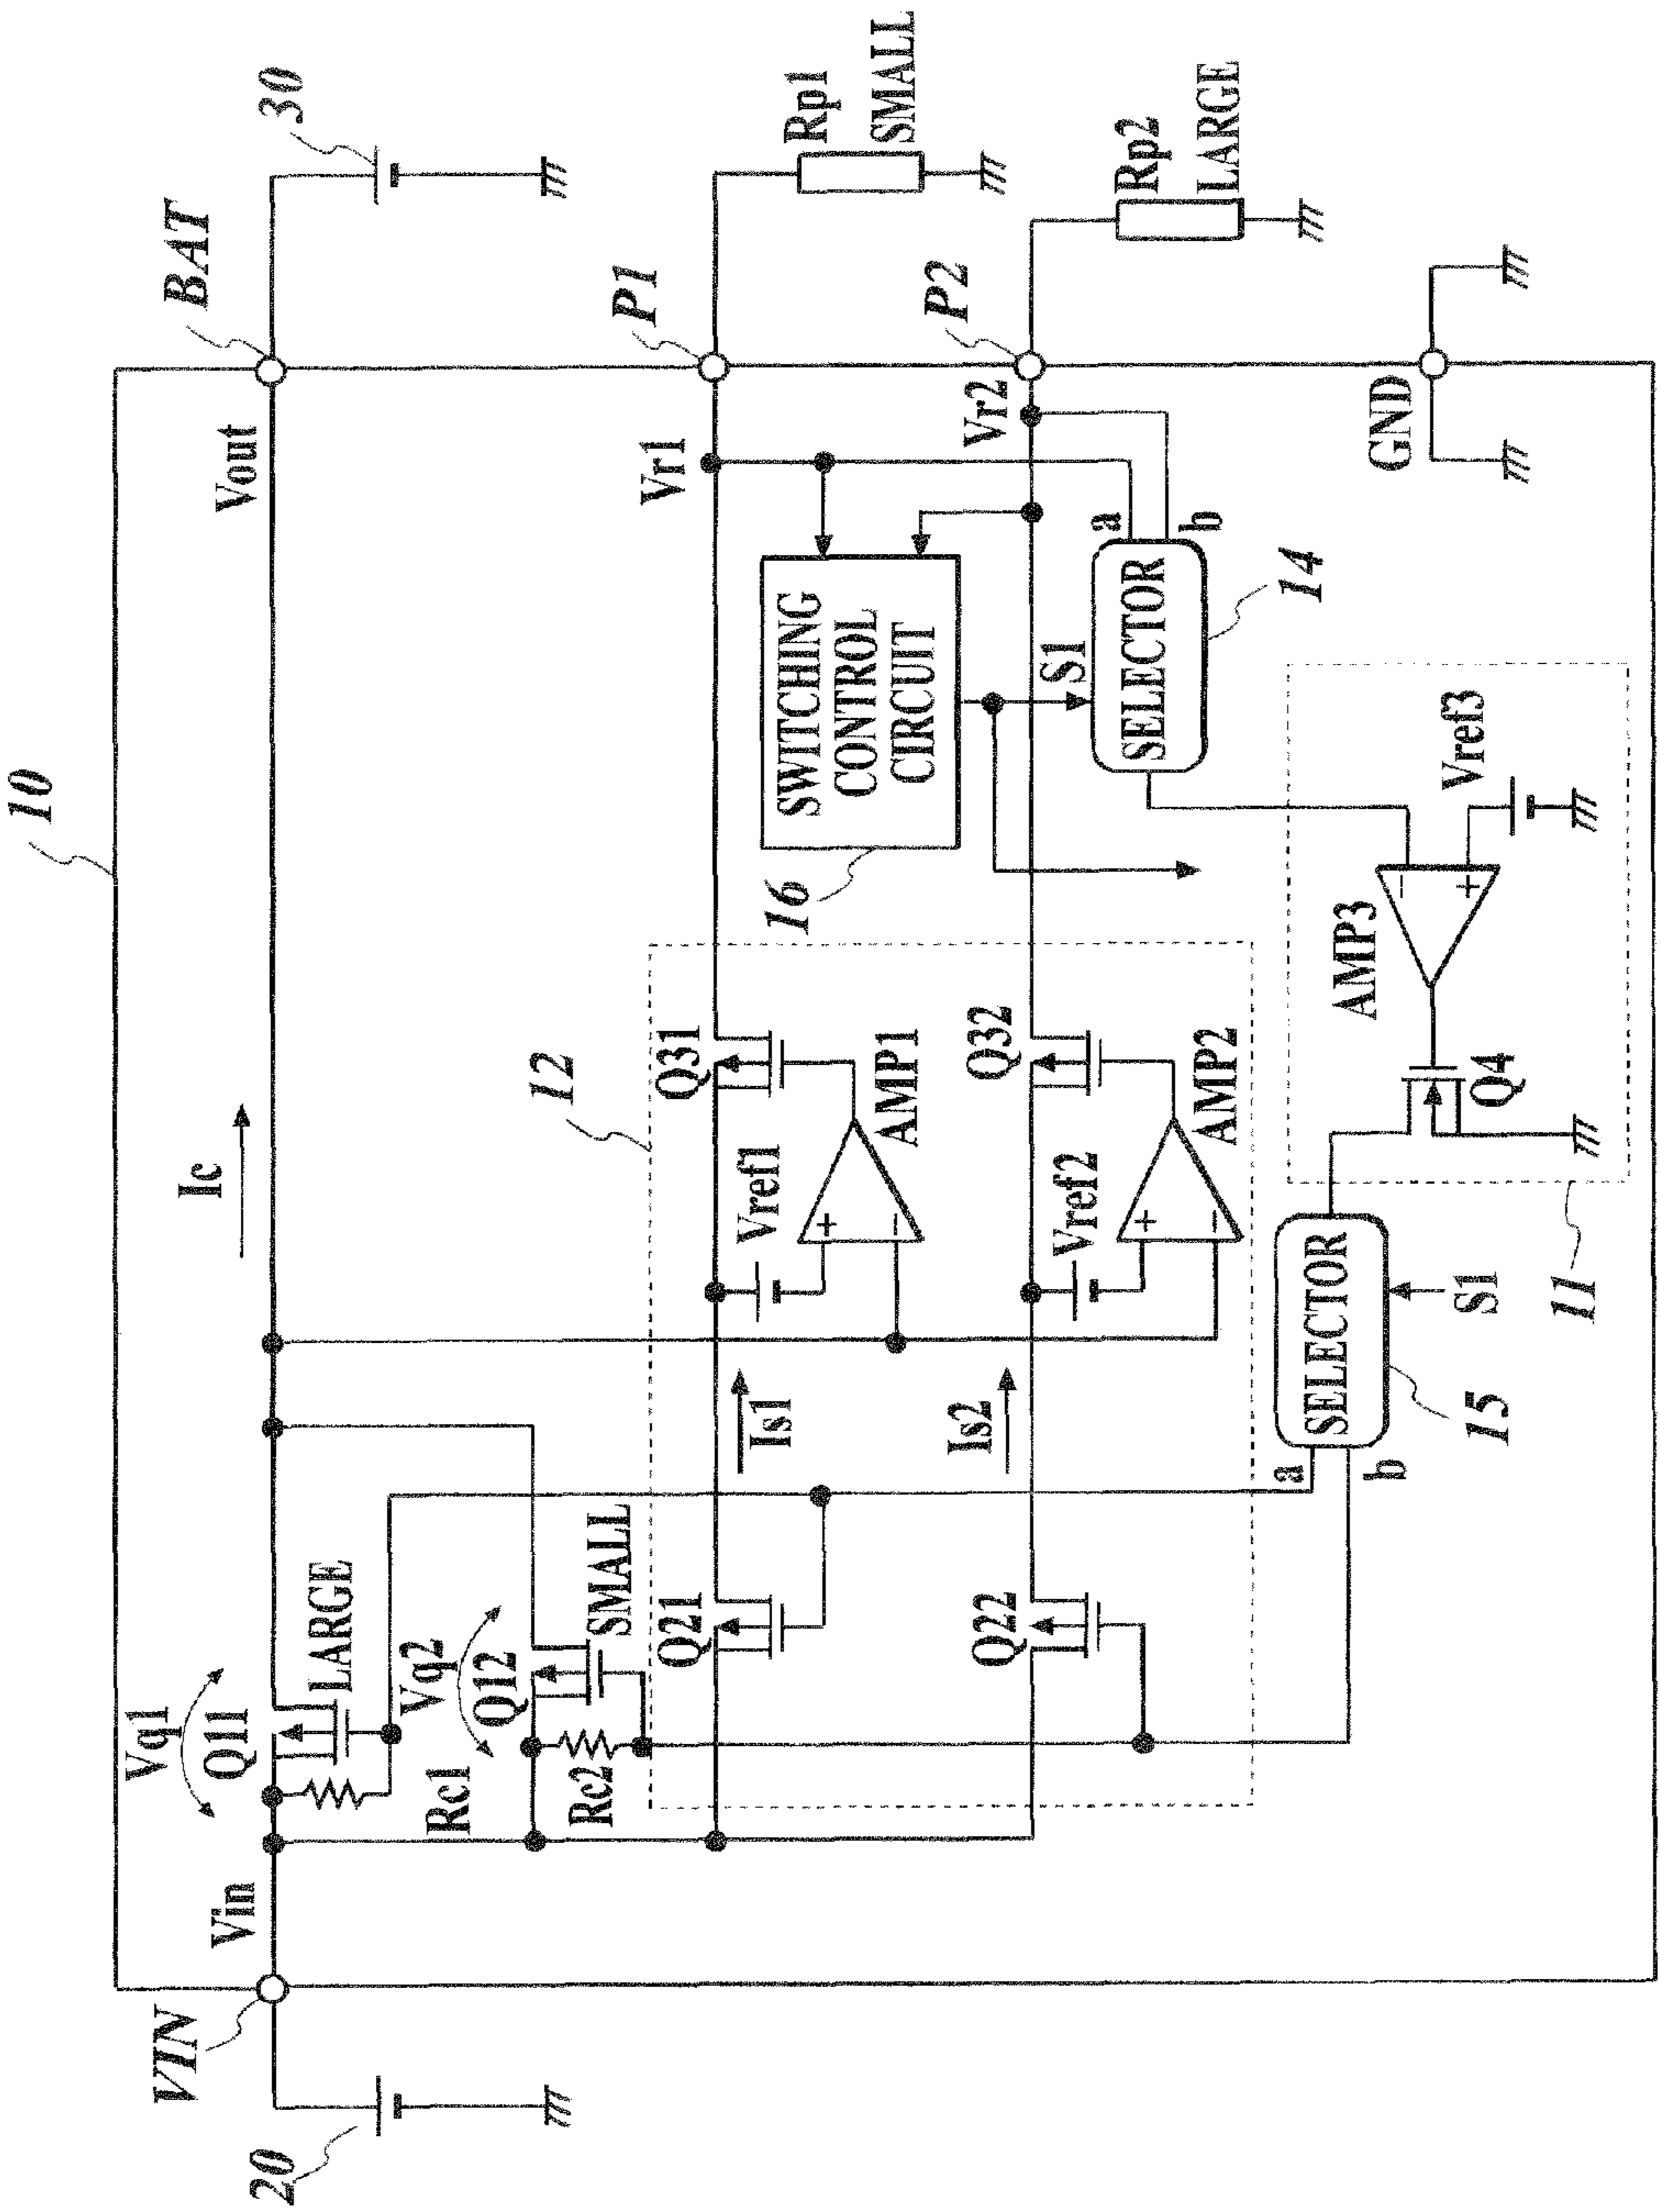 10
VIN
Vin
Vq1
Q11
LARGE
Ic
Vout
BAT
30
20
Rc1
Vq2
Q12
SMALL
Rc2
12
Q21
Is1
Vref1
Q31
AMP1
Vr1
P1
Rp1
SMALL
16
SWITCHING
CONTROL
CIRCUIT
Q22
Is2
Vref2
Q32
AMP2
Vr2
P2
Rp2
LARGE
+
−
+
−
S1
SELECTOR
a
b
14
a
b
SELECTOR
15
S1
11
Q4
AMP3
−
+
Vref3
GND